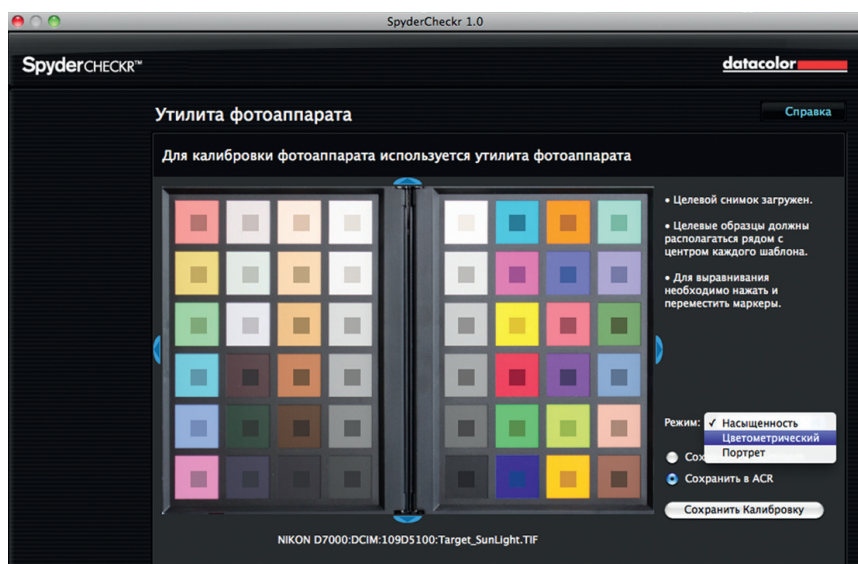 SpyderCheckr 1.0
SpyderCHECKR™
datacolor
Утилита фотоаппарата
Справка
Для калибровки фотоаппарата используется утилита фотоаппарата
• Целевой снимок загружен.
• Целевые образцы должны
располагаться рядом с
центром каждого шаблона.
• Для выравнивания
необходимо нажать и
переместить маркеры.
Режим:
✓ Насыщенность
Цветометрический
Портрет
Сохранить в ACR
Сохранить Калибровку
NIKON D7000:DCIM:109D5100:Target_SunLight.TIF